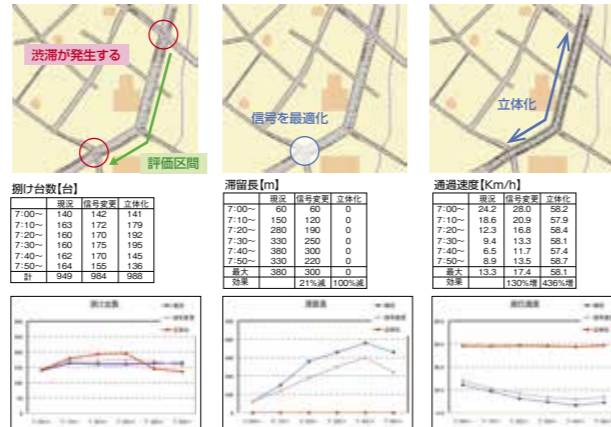 渋滞が発生する
評価区間
信号を最適化
立体化
捌け台数【台】
現況 信号変更 立体化
7:00～ 140 142 141
7:10～ 163 172 179
7:20～ 160 170 192
7:30～ 160 175 195
7:40～ 162 170 145
7:50～ 164 155 136
計 949 984 988
滞留長【m】
現況 信号変更 立体化
7:00～ 60 60 0
7:10～ 150 120 0
7:20～ 280 190 0
7:30～ 330 250 0
7:40～ 380 300 0
7:50～ 330 220 0
最大 380 300 0
効果 21%減 100%減
通過速度【Km/h】
現況 信号変更 立体化
7:00～ 24.2 28.0 58.2
7:10～ 18.6 20.9 57.9
7:20～ 12.3 16.8 58.4
7:30～ 9.4 13.3 58.1
7:40～ 6.5 11.7 57.4
7:50～ 8.9 13.5 58.7
最大 13.3 17.4 58.1
効果 130%増 436%増
捌け台数
滞留長